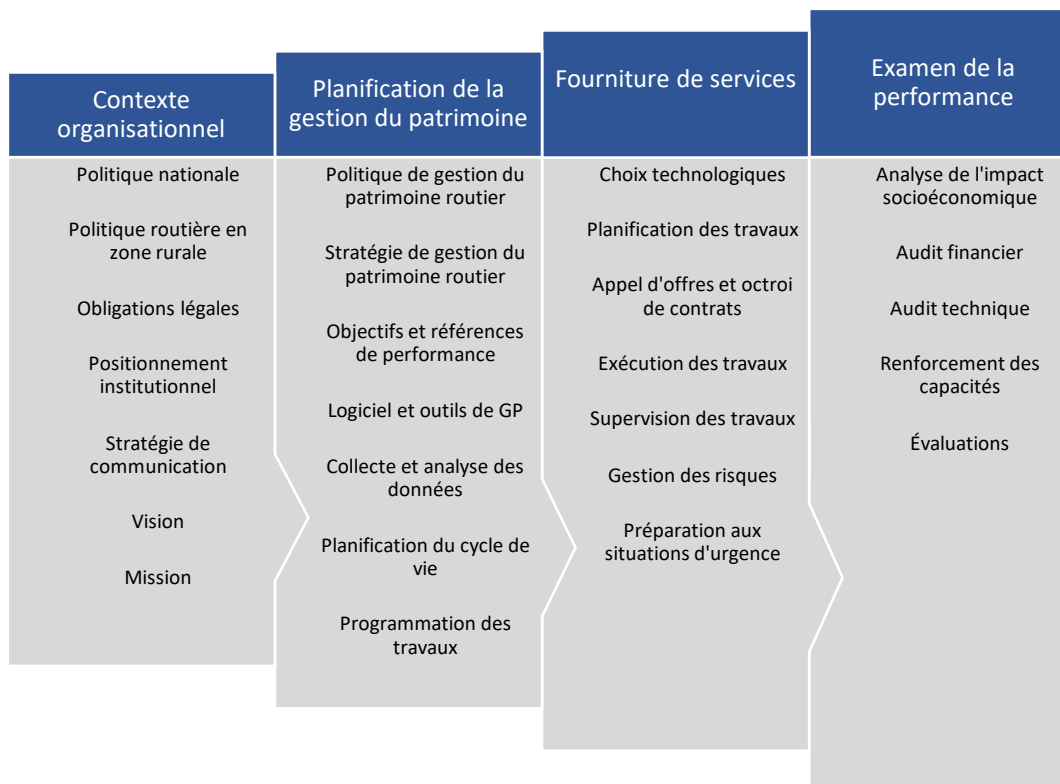 Contexte
organisationnel
Politique nationale
Politique routière en
zone rurale
Obligations légales
Positionnement
institutionnel
Stratégie de
communication
Vision
Mission
Planification de la
gestion du patrimoine
Politique de gestion du
patrimoine routier
Stratégie de gestion du
patrimoine routier
Objectifs et références
de performance
Logiciel et outils de GP
Collecte et analyse des
données
Planification du cycle de
vie
Programmation des
travaux
Fourniture de services
Choix technologiques
Planification des travaux
Appel d'offres et octroi
de contrats
Exécution des travaux
Supervision des travaux
Gestion des risques
Préparation aux
situations d'urgence
Examen de la
performance
Analyse de l'impact
socioéconomique
Audit financier
Audit technique
Renforcement des
capacités
Évaluations